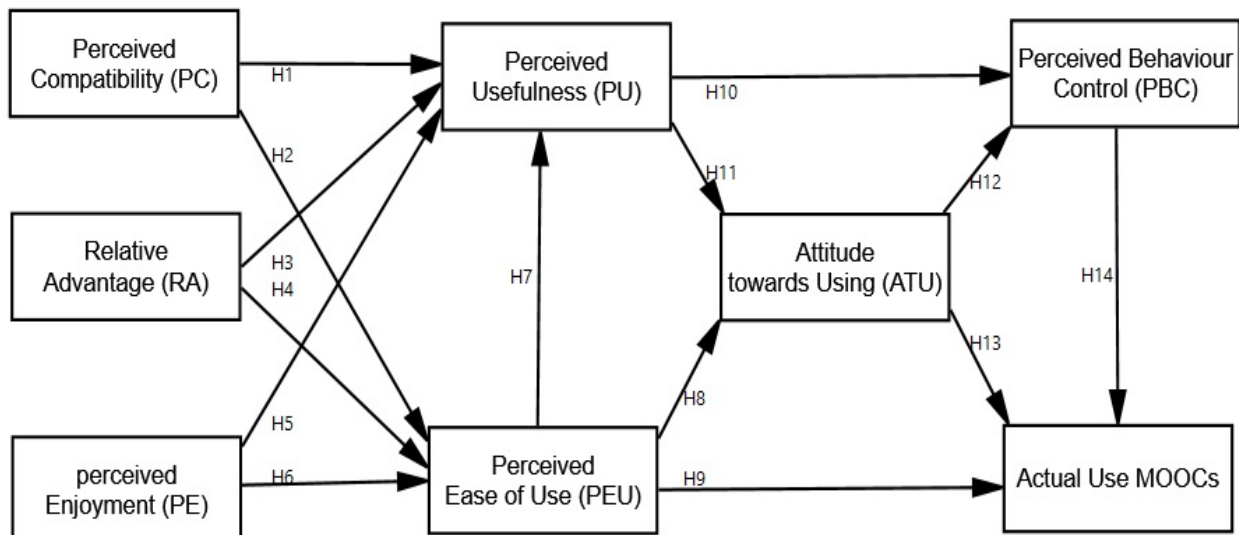 Perceived
Compatibility (PC)
H1
Perceived
Usefulness (PU)
H10
Perceived Behaviour
Control (PBC)
H2
H11
H12
Relative
Advantage (RA)
H3
H4
H7
Attitude
towards Using (ATU)
H14
H13
H5
H8
perceived
Enjoyment (PE)
H6
Perceived
Ease of Use (PEU)
H9
Actual Use MOOCs